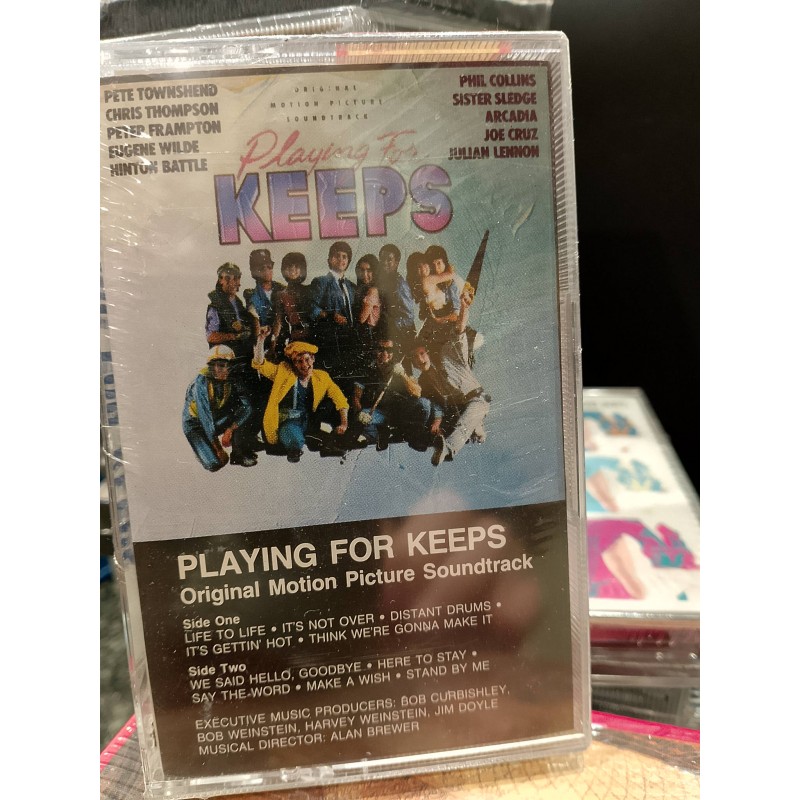 PETE TOWNSHEND
CHRIS THOMPSON
PETER FRAMPTON
EUGENE WILDE
HINTON BATTLE
ORIGINAL
MOTION PICTURE
SOUNDTRACK
PHIL COLLINS
SISTER SLEDGE
ARCADIA
JOE CRUZ
JULIAN LENNON
Playing For
KEEPS
PLAYING FOR KEEPS
Original Motion Picture Soundtrack
Side One
LIFE TO LIFE • IT'S NOT OVER • DISTANT DRUMS •
IT'S GETTIN' HOT • THINK WE'RE GONNA MAKE IT
Side Two
WE SAID HELLO, GOODBYE • HERE TO STAY •
SAY THE WORD • MAKE A WISH • STAND BY ME
EXECUTIVE MUSIC PRODUCERS: BOB CURBISHLEY,
BOB WEINSTEIN, HARVEY WEINSTEIN, JIM DOYLE
MUSICAL DIRECTOR: ALAN BREWER